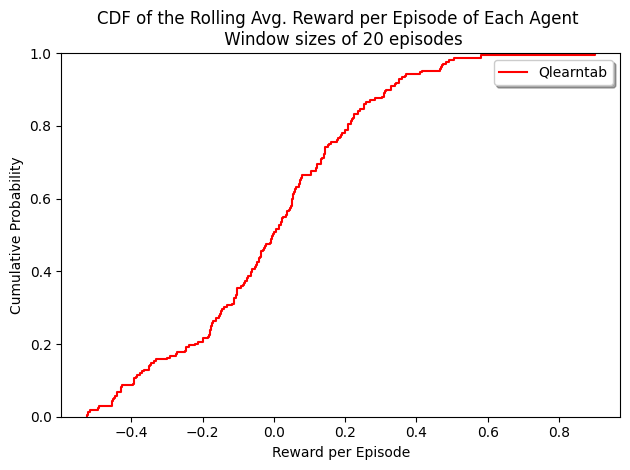 CDF of the Rolling Avg. Reward per Episode of Each Agent
Window sizes of 20 episodes
Qlearntab
Cumulative Probability
1.0
0.8
0.6
0.4
0.2
0.0
−0.4 −0.2 0.0 0.2 0.4 0.6 0.8
Reward per Episode